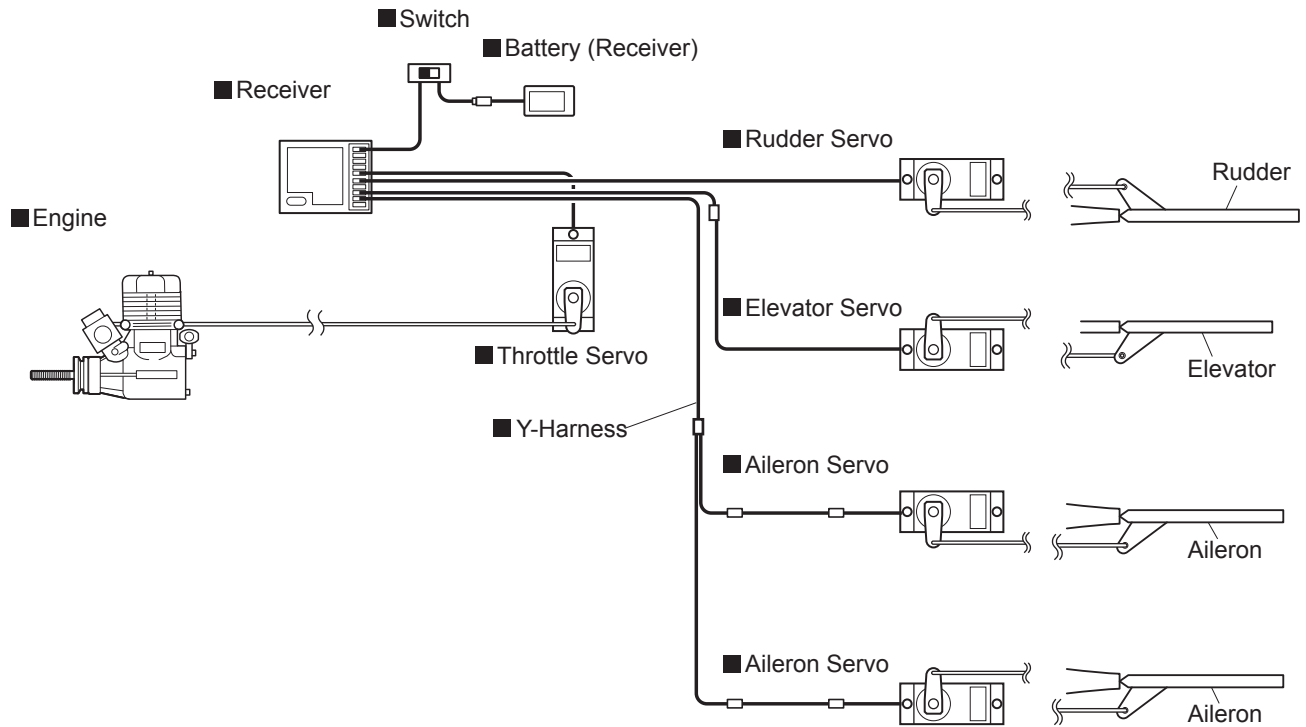 ■Switch
■Battery (Receiver)
■Receiver
■Rudder Servo
Rudder
■Engine
■Elevator Servo
■Throttle Servo
Elevator
■Y-Harness
■Aileron Servo
Aileron
■Aileron Servo
Aileron